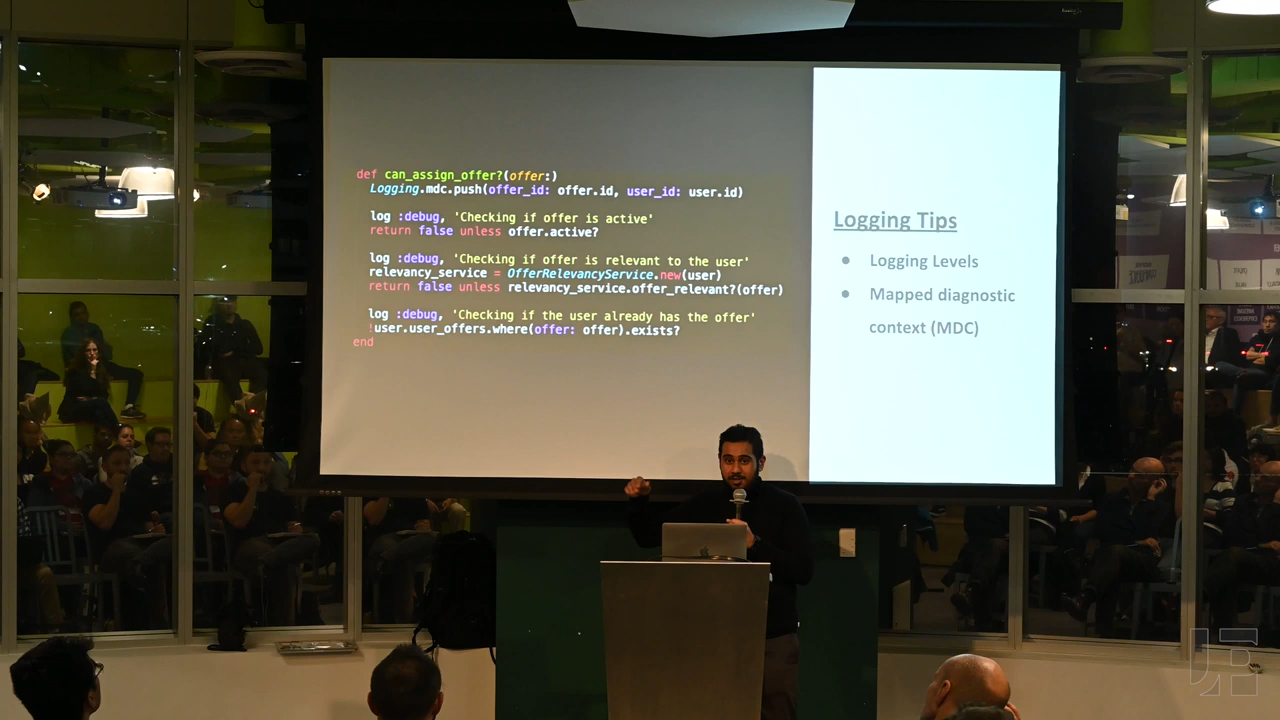 def can_assign_offer?(offer:)
Logging.mdc.push(offer_id: offer.id, user_id: user.id)
log :debug, 'Checking if offer is active'
return false unless offer.active?
log :debug, 'Checking if offer is relevant to the user'
relevancy_service = OfferRelevancyService.new(user)
return false unless relevancy_service.offer_relevant?(offer)
log :debug, 'Checking if the user already has the offer'
!user.user_offers.where(offer: offer).exists?
end
Logging Tips
● Logging Levels
● Mapped diagnostic
context (MDC)